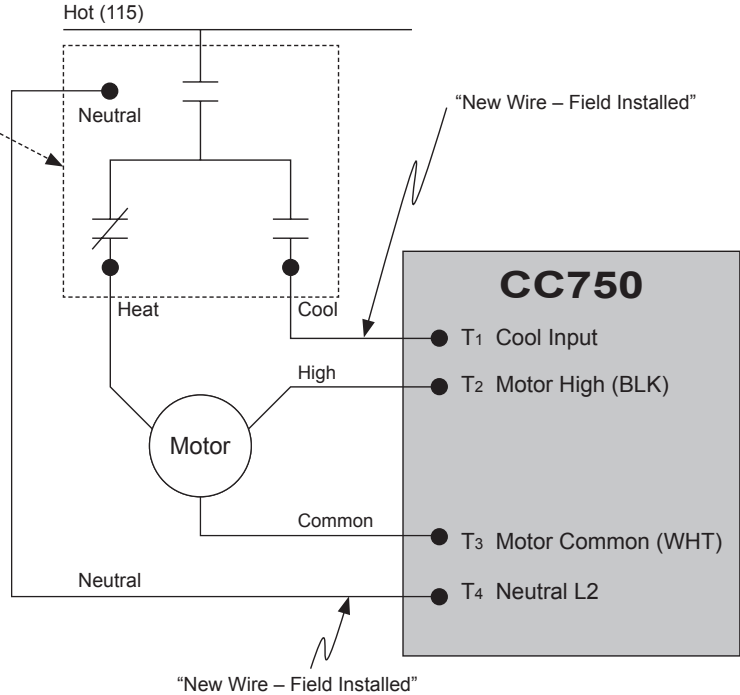 Hot (115)
Neutral
“New Wire – Field Installed”
Heat
Cool
CC750
T1 Cool Input
High
T2 Motor High (BLK)
Motor
Common
T3 Motor Common (WHT)
Neutral
T4 Neutral L2
“New Wire – Field Installed”